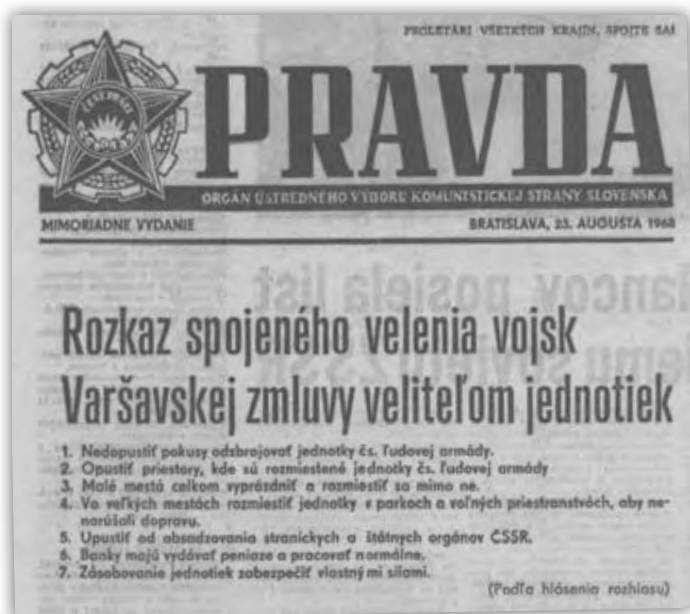 PROLETÁRI VŠETKÝCH KRAJÍN, SPOJTE SA!
PRAVDA
ORGÁN ÚSTREDNÉHO VÝBORU KOMUNISTICKEJ STRANY SLOVENSKA
MIMORIADNE VYDANIE
BRATISLAVA, 23. AUGUSTA 1968
Rozkaz spojeného velenia vojsk
Varšavskej zmluvy veliteľom jednotiek
1. Nedopustiť pokusy odzbrojovať jednotky čs. ľudovej armády.
2. Opustiť priestory, kde sú rozmiestené jednotky čs. ľudovej armády
3. Malé mestá celkom vyprázdniť a rozmiestiť sa mimo ne.
4. Vo veľkých mestách rozmiestiť jednotky v parkoch a voľných priestranstvách, aby ne-
narúšali dopravu.
5. Upustiť od obsadzovania straníckych a štátnych orgánov ČSSR.
6. Banky majú vydávať peniaze a pracovať normálne.
7. Zásobovanie jednotiek zabezpečiť vlastnými silami.
(Podľa hlásenia rozhlasu)